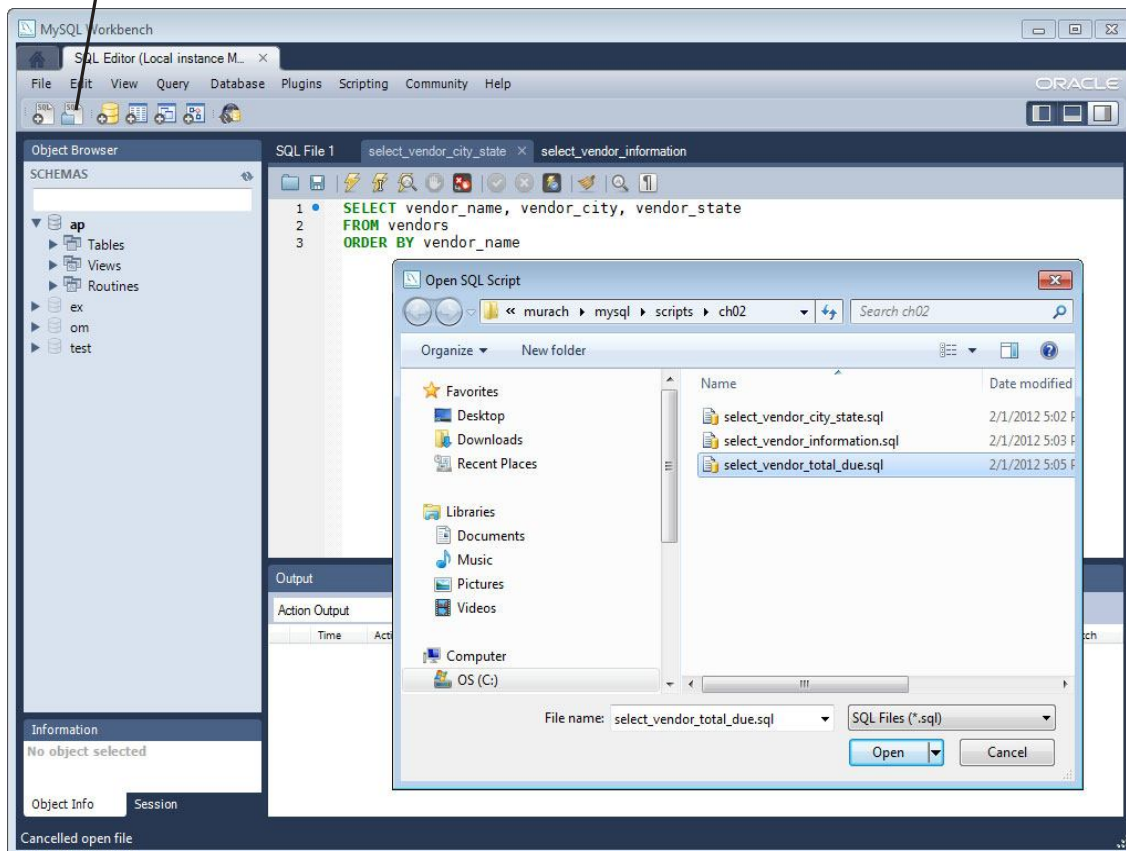 MySQL Workbench
SQL Editor (Local instance M...
File Edit View Query Database Plugins Scripting Community Help
ORACLE
SQL SQL
Object Browser
SCHEMAS
ap
Tables
Views
Routines
ex
om
test
SQL File 1 select_vendor_city_state select_vendor_information
1 SELECT vendor_name, vendor_city, vendor_state
2 FROM vendors
3 ORDER BY vendor_name
Open SQL Script
« murach mysql scripts ch02
Search ch02
Organize New folder
Favorites
Desktop
Downloads
Recent Places
Libraries
Documents
Music
Pictures
Videos
Computer
OS (C:)
Name Date modified
select_vendor_city_state.sql 2/1/2012 5:02 P
select_vendor_information.sql 2/1/2012 5:03 P
select_vendor_total_due.sql 2/1/2012 5:05 P
File name: select_vendor_total_due.sql SQL Files (*.sql)
Open Cancel
Output
Action Output
Time Acti tch
Information
No object selected
Object Info Session
Cancelled open file